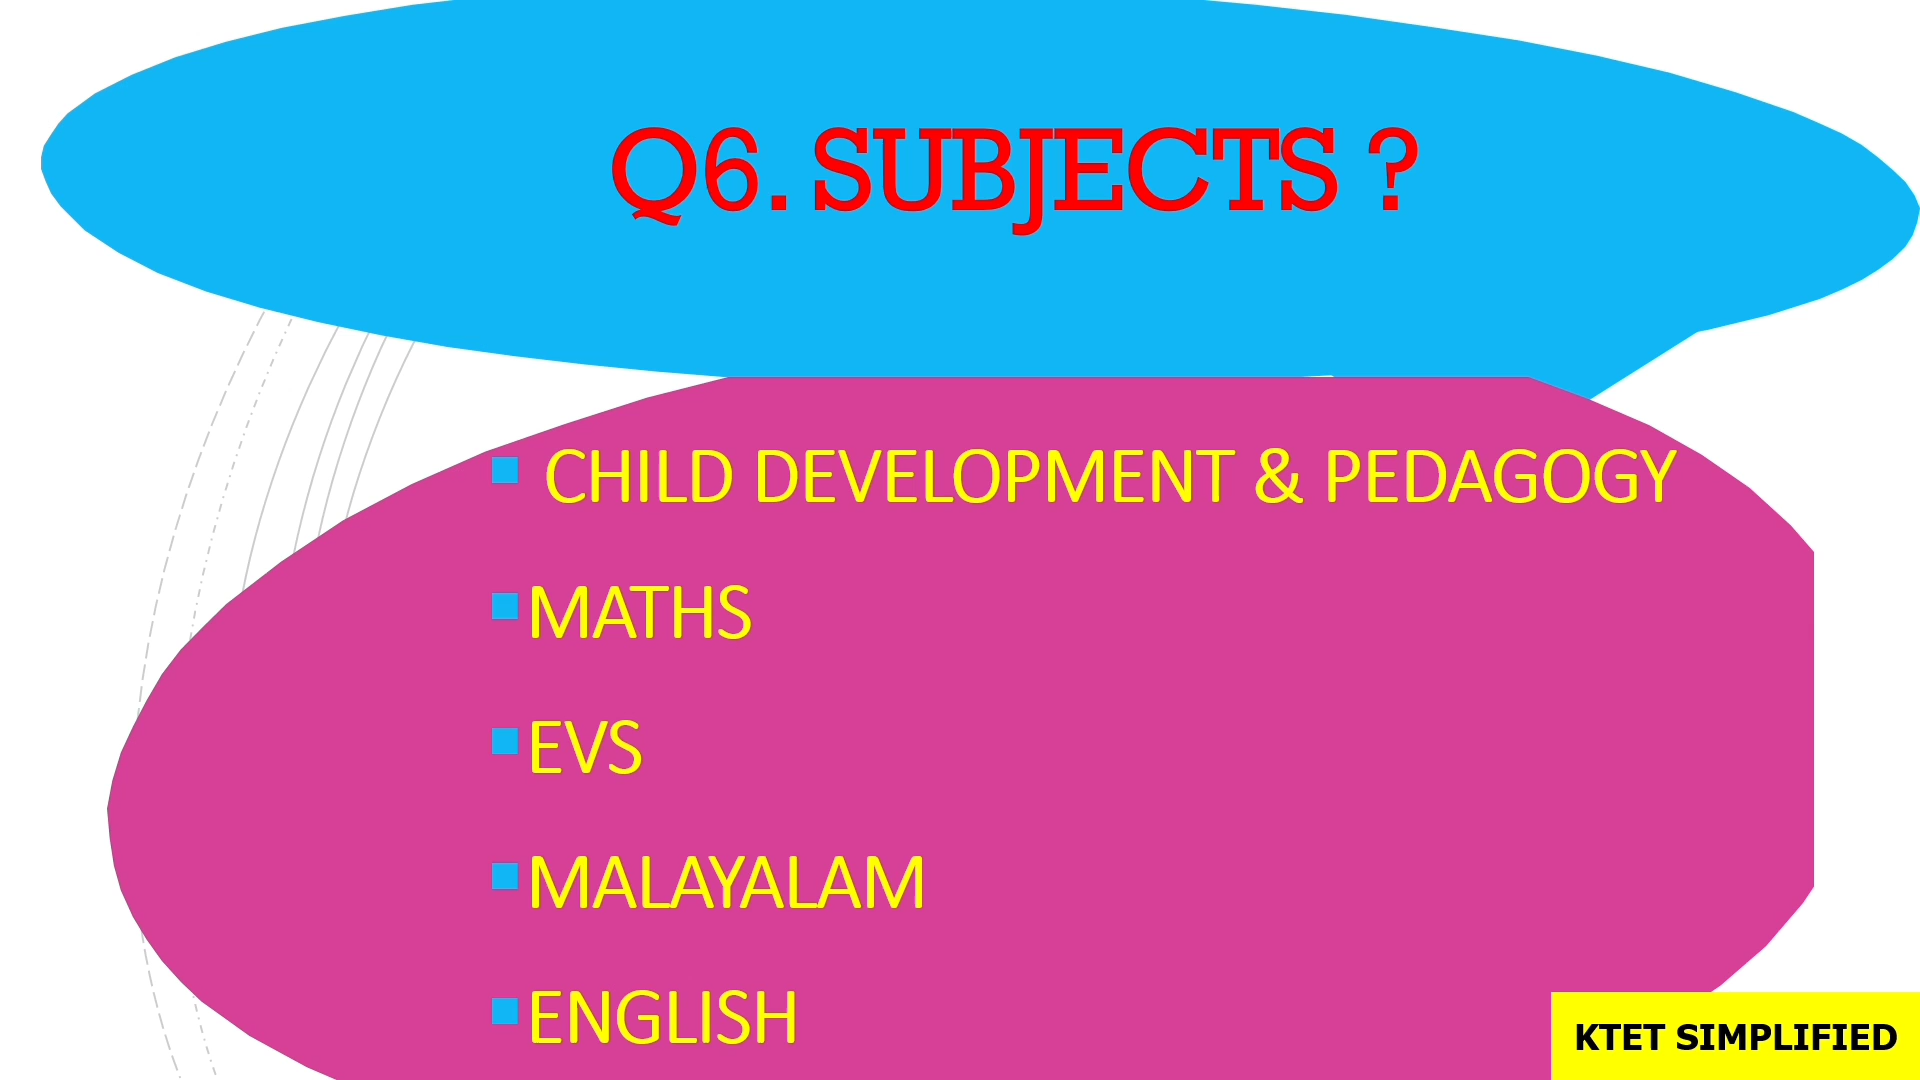 Q6. SUBJECTS ?
CHILD DEVELOPMENT & PEDAGOGY
MATHS
EVS
MALAYALAM
ENGLISH
KTET SIMPLIFIED